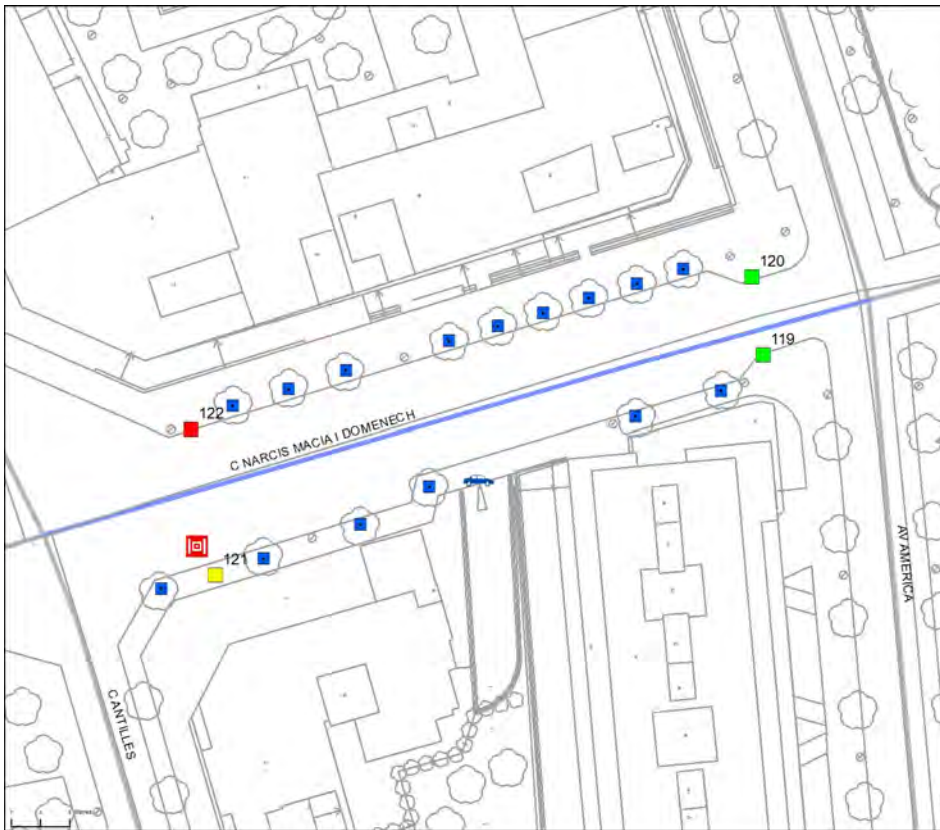 120
119
122
C NARCIS MACIA I DOMENECH
121
AV AMERICA
C ANTILLES